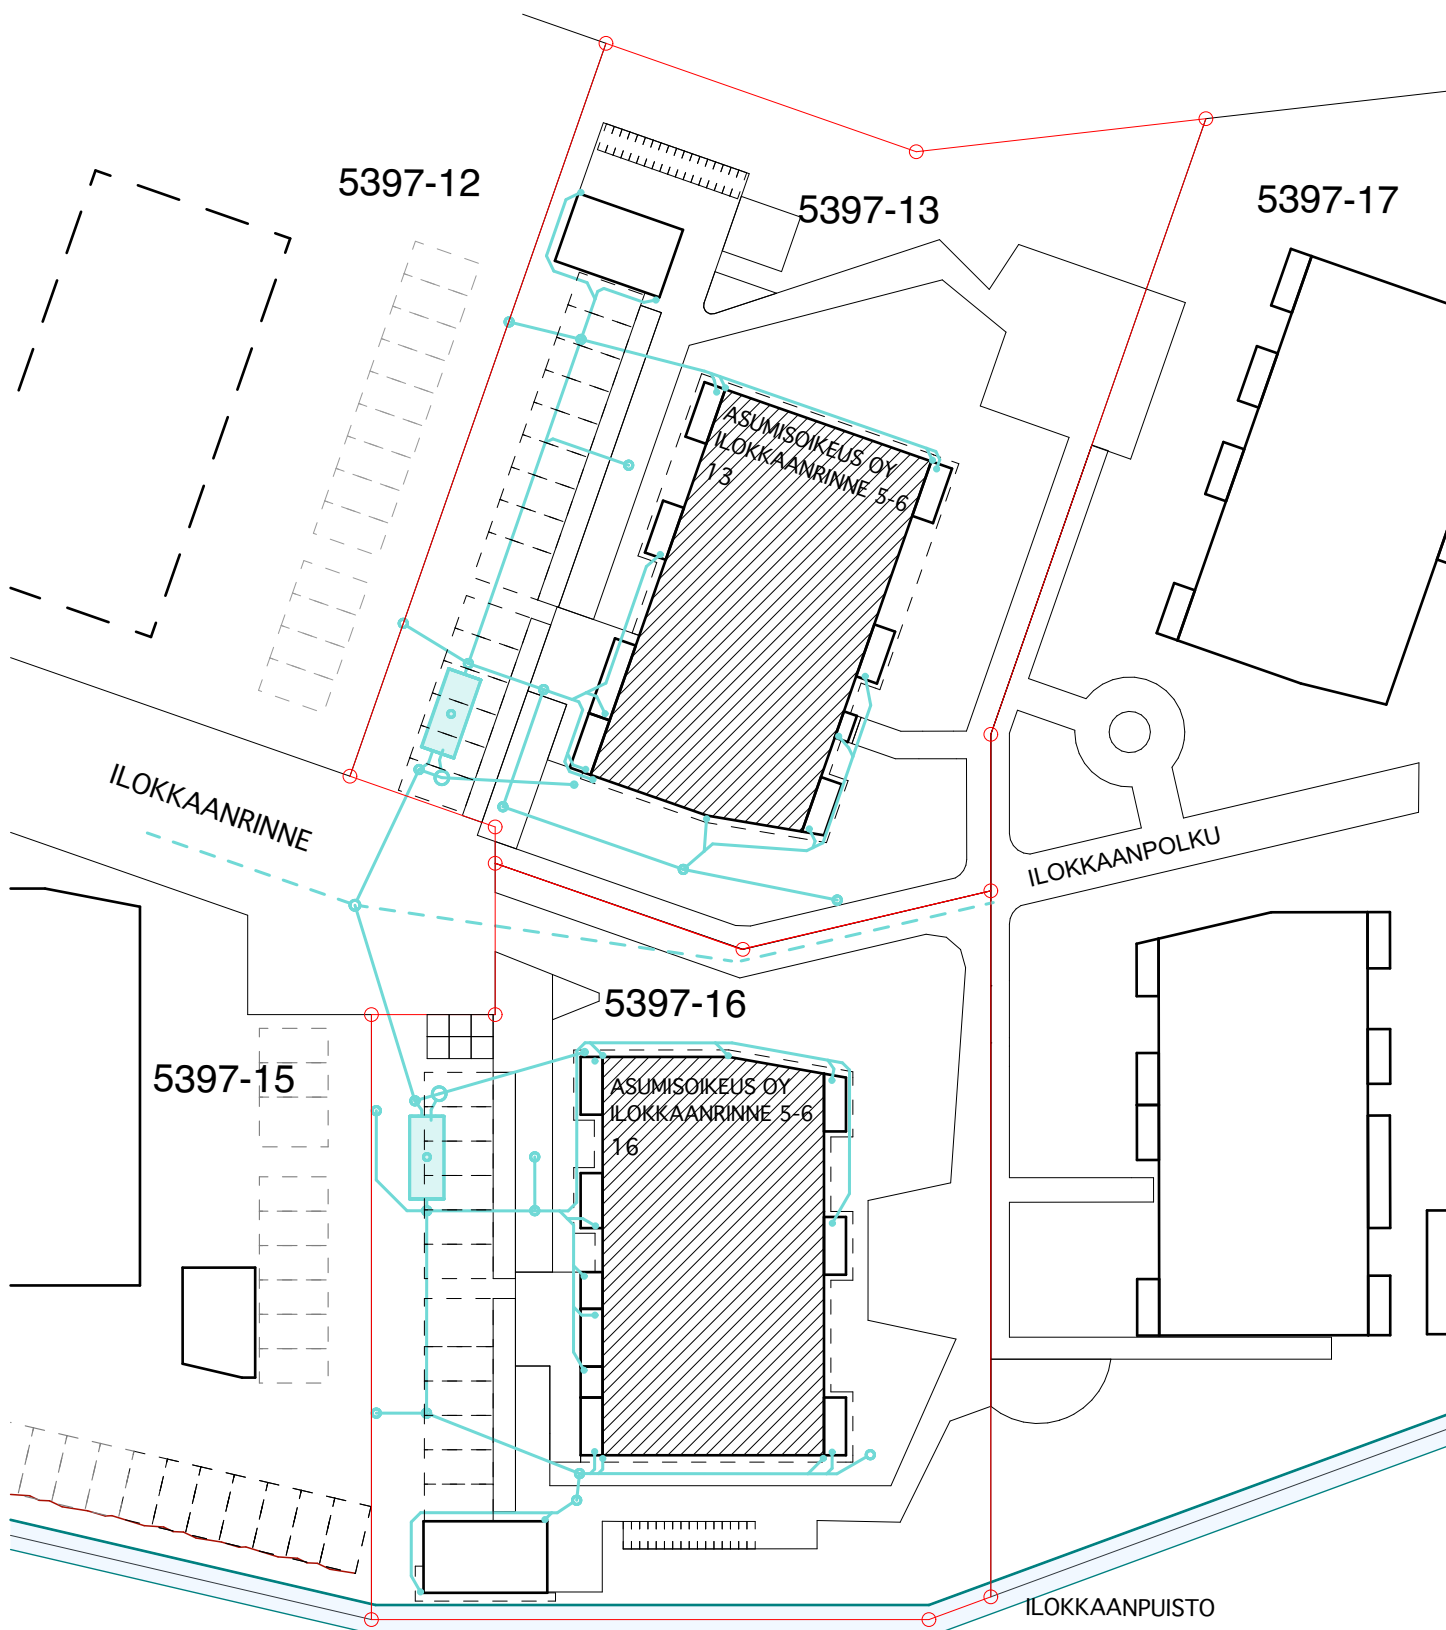 5397-12
5397-13
5397-17
ASUMISOIKEUS OY
ILOKKAANRINNE 5-6
13
ILOKKAANRINNE
ILOKKAANPOLKU
5397-16
5397-15
ASUMISOIKEUS OY
ILOKKAANRINNE 5-6
16
ILOKKAANPUISTO